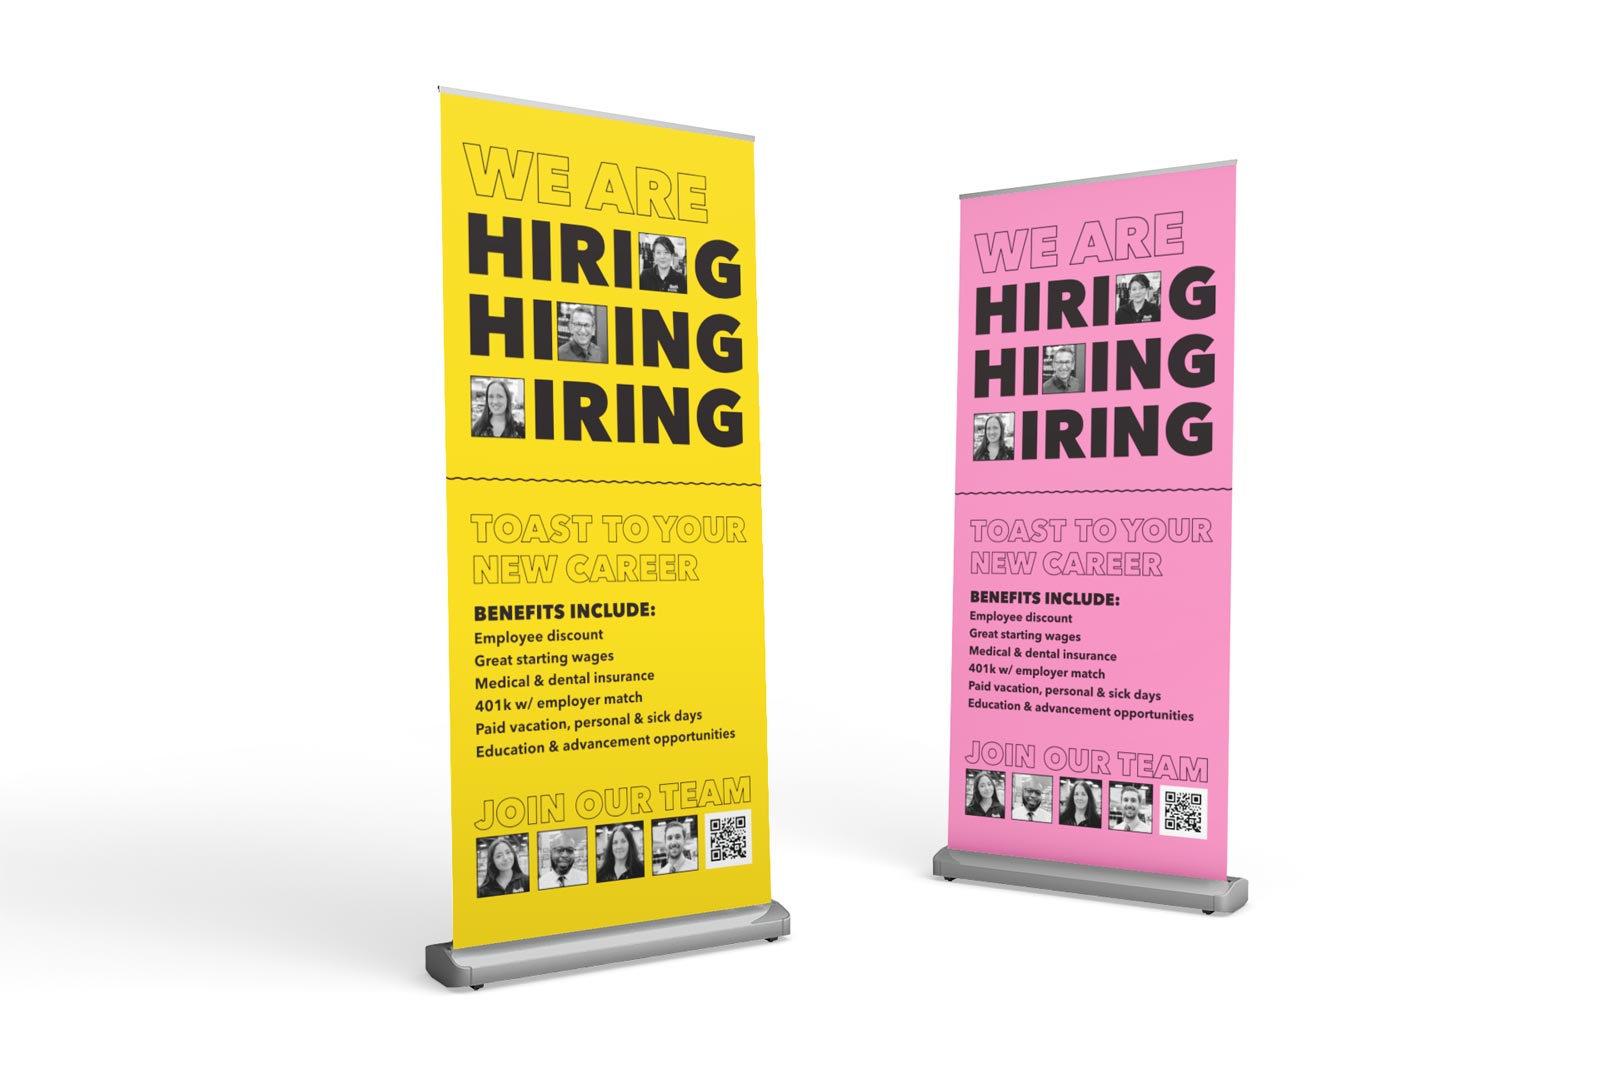 WE ARE
HIRI G
HI ING
IRING
TOAST TO YOUR
NEW CAREER
BENEFITS INCLUDE:
Employee discount
Great starting wages
Medical & dental insurance
401k w/ employer match
Paid vacation, personal & sick days
Education & advancement opportunities
JOIN OUR TEAM
WE ARE
HIRI G
HI ING
IRING
TOAST TO YOUR
NEW CAREER
BENEFITS INCLUDE:
Employee discount
Great starting wages
Medical & dental insurance
401k w/ employer match
Paid vacation, personal & sick days
Education & advancement opportunities
JOIN OUR TEAM